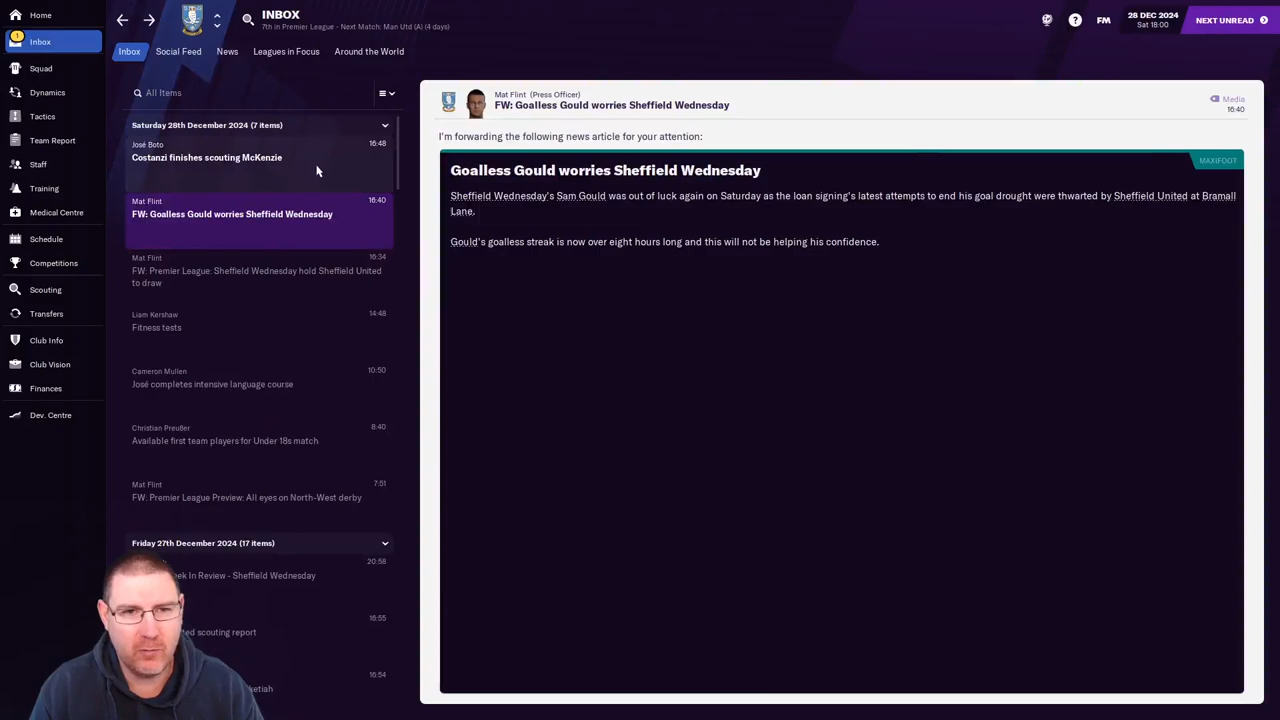 Home
INBOX
7th in Premier League - Next Match: Man Utd (A) (4 days)
FM
28 DEC 2024
Sat 18:00
NEXT UNREAD
1
Inbox
Squad
Dynamics
Tactics
Team Report
Staff
Training
Medical Centre
Schedule
Competitions
Scouting
Transfers
Club Info
Club Vision
Finances
Dev. Centre
Inbox
Social Feed
News
Leagues in Focus
Around the World
All Items
Saturday 28th December 2024 (7 items)
José Boto
16:48
Costanzi finishes scouting McKenzie
Mat Flint
16:40
FW: Goalless Gould worries Sheffield Wednesday
Mat Flint
16:34
FW: Premier League: Sheffield Wednesday hold Sheffield United
to draw
Liam Kershaw
14:48
Fitness tests
Cameron Mullen
10:50
José completes intensive language course
Christian Preußer
8:40
Available first team players for Under 18s match
Mat Flint
7:51
FW: Premier League Preview: All eyes on North-West derby
Friday 27th December 2024 (17 items)
20:58
In Review - Sheffield Wednesday
16:55
scouting report
16:54
Mat Flint (Press Officer)
FW: Goalless Gould worries Sheffield Wednesday
Media
16:40
I'm forwarding the following news article for your attention:
MAXIFOOT
Goalless Gould worries Sheffield Wednesday
Sheffield Wednesday's Sam Gould was out of luck again on Saturday as the loan signing's latest attempts to end his goal drought were thwarted by Sheffield United at Bramall
Lane.
Gould's goalless streak is now over eight hours long and this will not be helping his confidence.